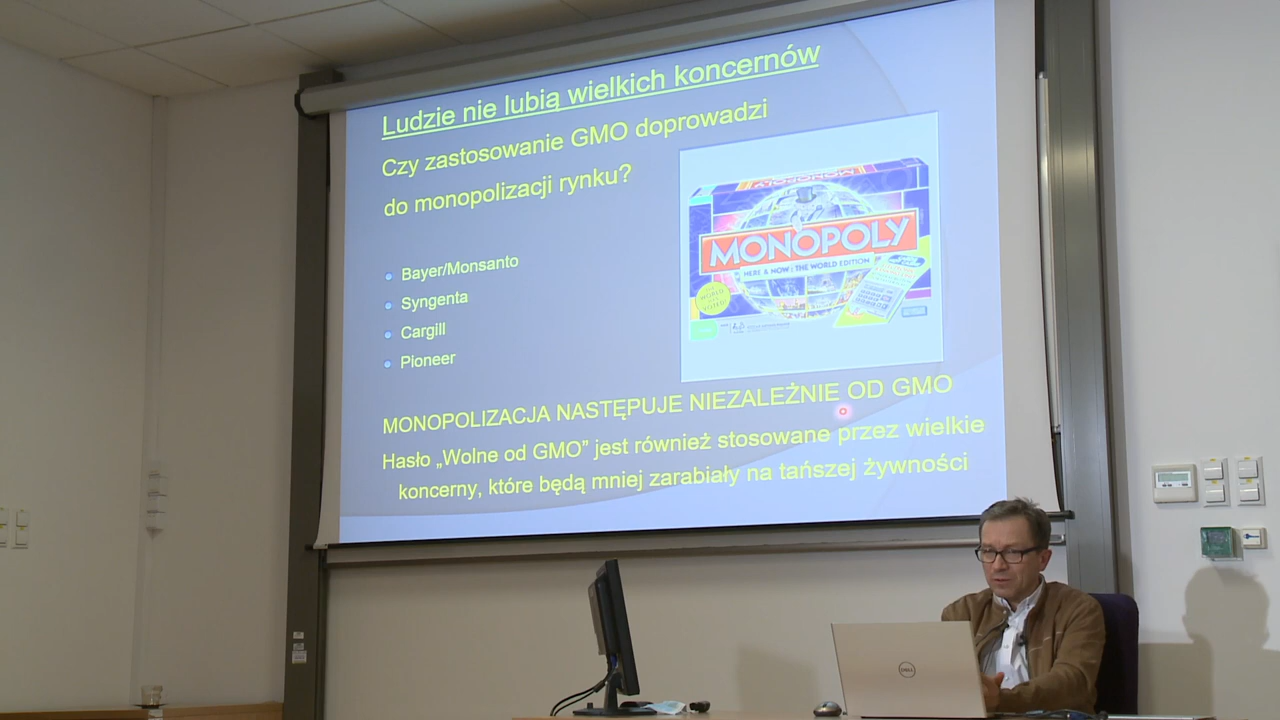 Ludzie nie lubią wielkich koncernów
Czy zastosowanie GMO doprowadzi
do monopolizacji rynku?
Bayer/Monsanto
Syngenta
Cargill
Pioneer
MONOPOLY
HERE & NOW: THE WORLD EDITION
MONOPOLIZACJA NASTĘPUJE NIEZALEŻNIE OD GMO
Hasło „Wolne od GMO” jest również stosowane przez wielkie
koncerny, które będą mniej zarabiały na tańszej żywności
DELL